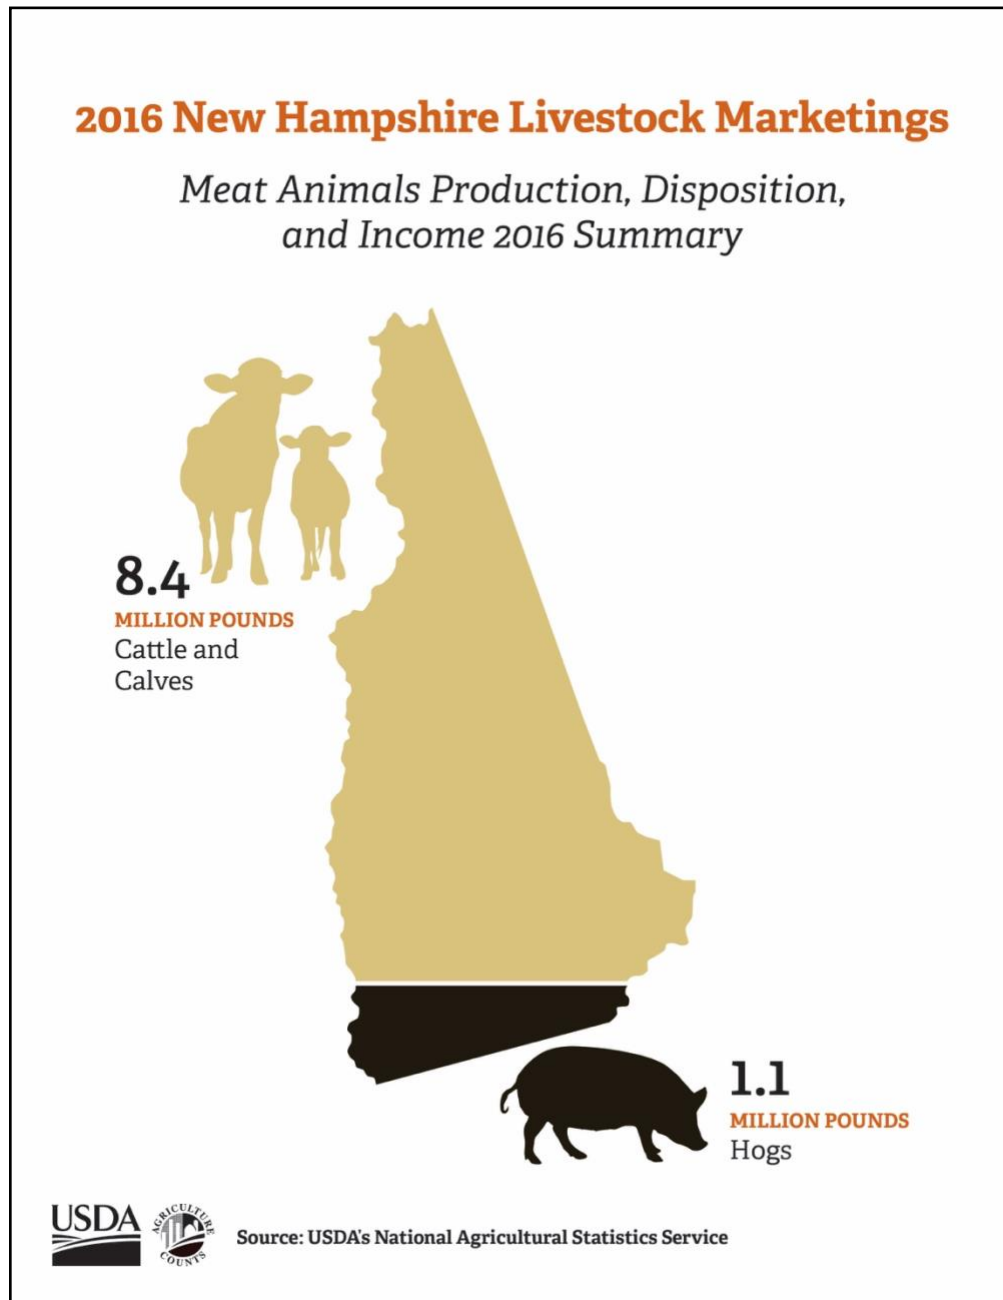 2016 New Hampshire Livestock Marketings
Meat Animals Production, Disposition,
and Income 2016 Summary
8.4
MILLION POUNDS
Cattle and
Calves
1.1
MILLION POUNDS
Hogs
USDA
AGRICULTURE
COUNTS
Source: USDA's National Agricultural Statistics Service